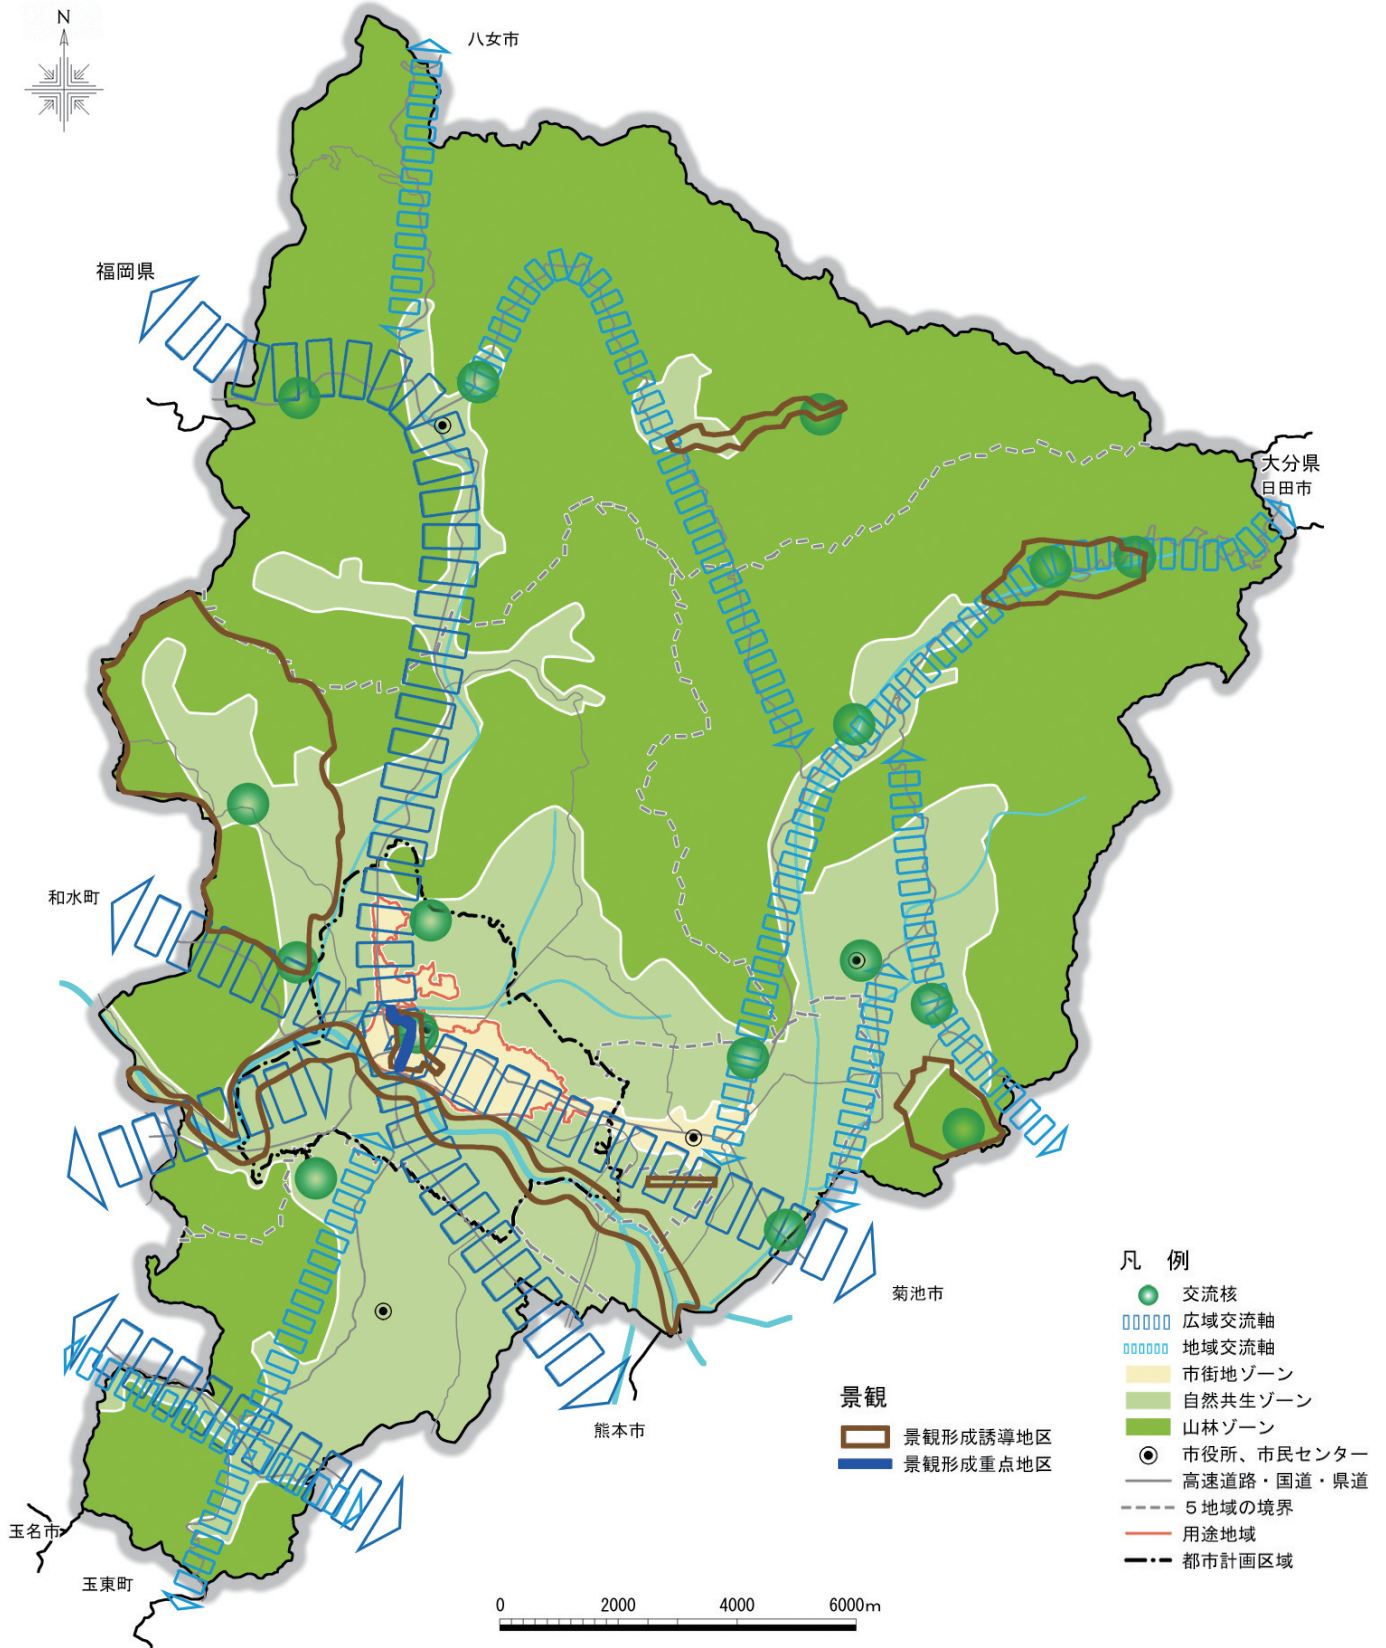 N
八女市
福岡県
大分県
日田市
和水町
菊池市
熊本市
玉名市
玉東町
凡 例
交流核
広域交流軸
地域交流軸
市街地ゾーン
自然共生ゾーン
山林ゾーン
市役所、市民センター
高速道路・国道・県道
5地域の境界
用途地域
都市計画区域
景観
景観形成誘導地区
景観形成重点地区
0 2000 4000 6000m